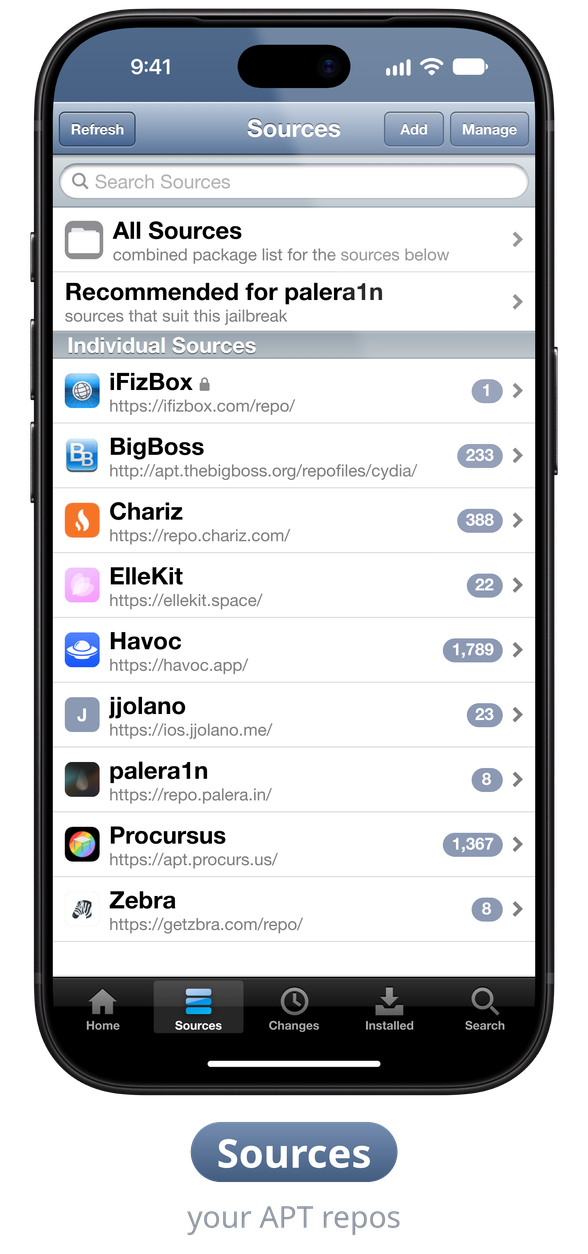 9:41
Refresh
Sources
Add
Manage
Search Sources
All Sources
combined package list for the sources below
Recommended for palera1n
sources that suit this jailbreak
Individual Sources
iFizBox
https://ifizbox.com/repo/
1
BigBoss
http://apt.thebigboss.org/repofiles/cydia/
233
Chariz
https://repo.chariz.com/
388
ElleKit
https://ellekit.space/
22
Havoc
https://havoc.app/
1,789
J
jjolano
https://ios.jjolano.me/
23
palera1n
https://repo.palera.in/
8
Procursus
https://apt.procurs.us/
1,367
Zebra
https://getzbra.com/repo/
8
Home
Sources
Changes
Installed
Search
Sources
your APT repos